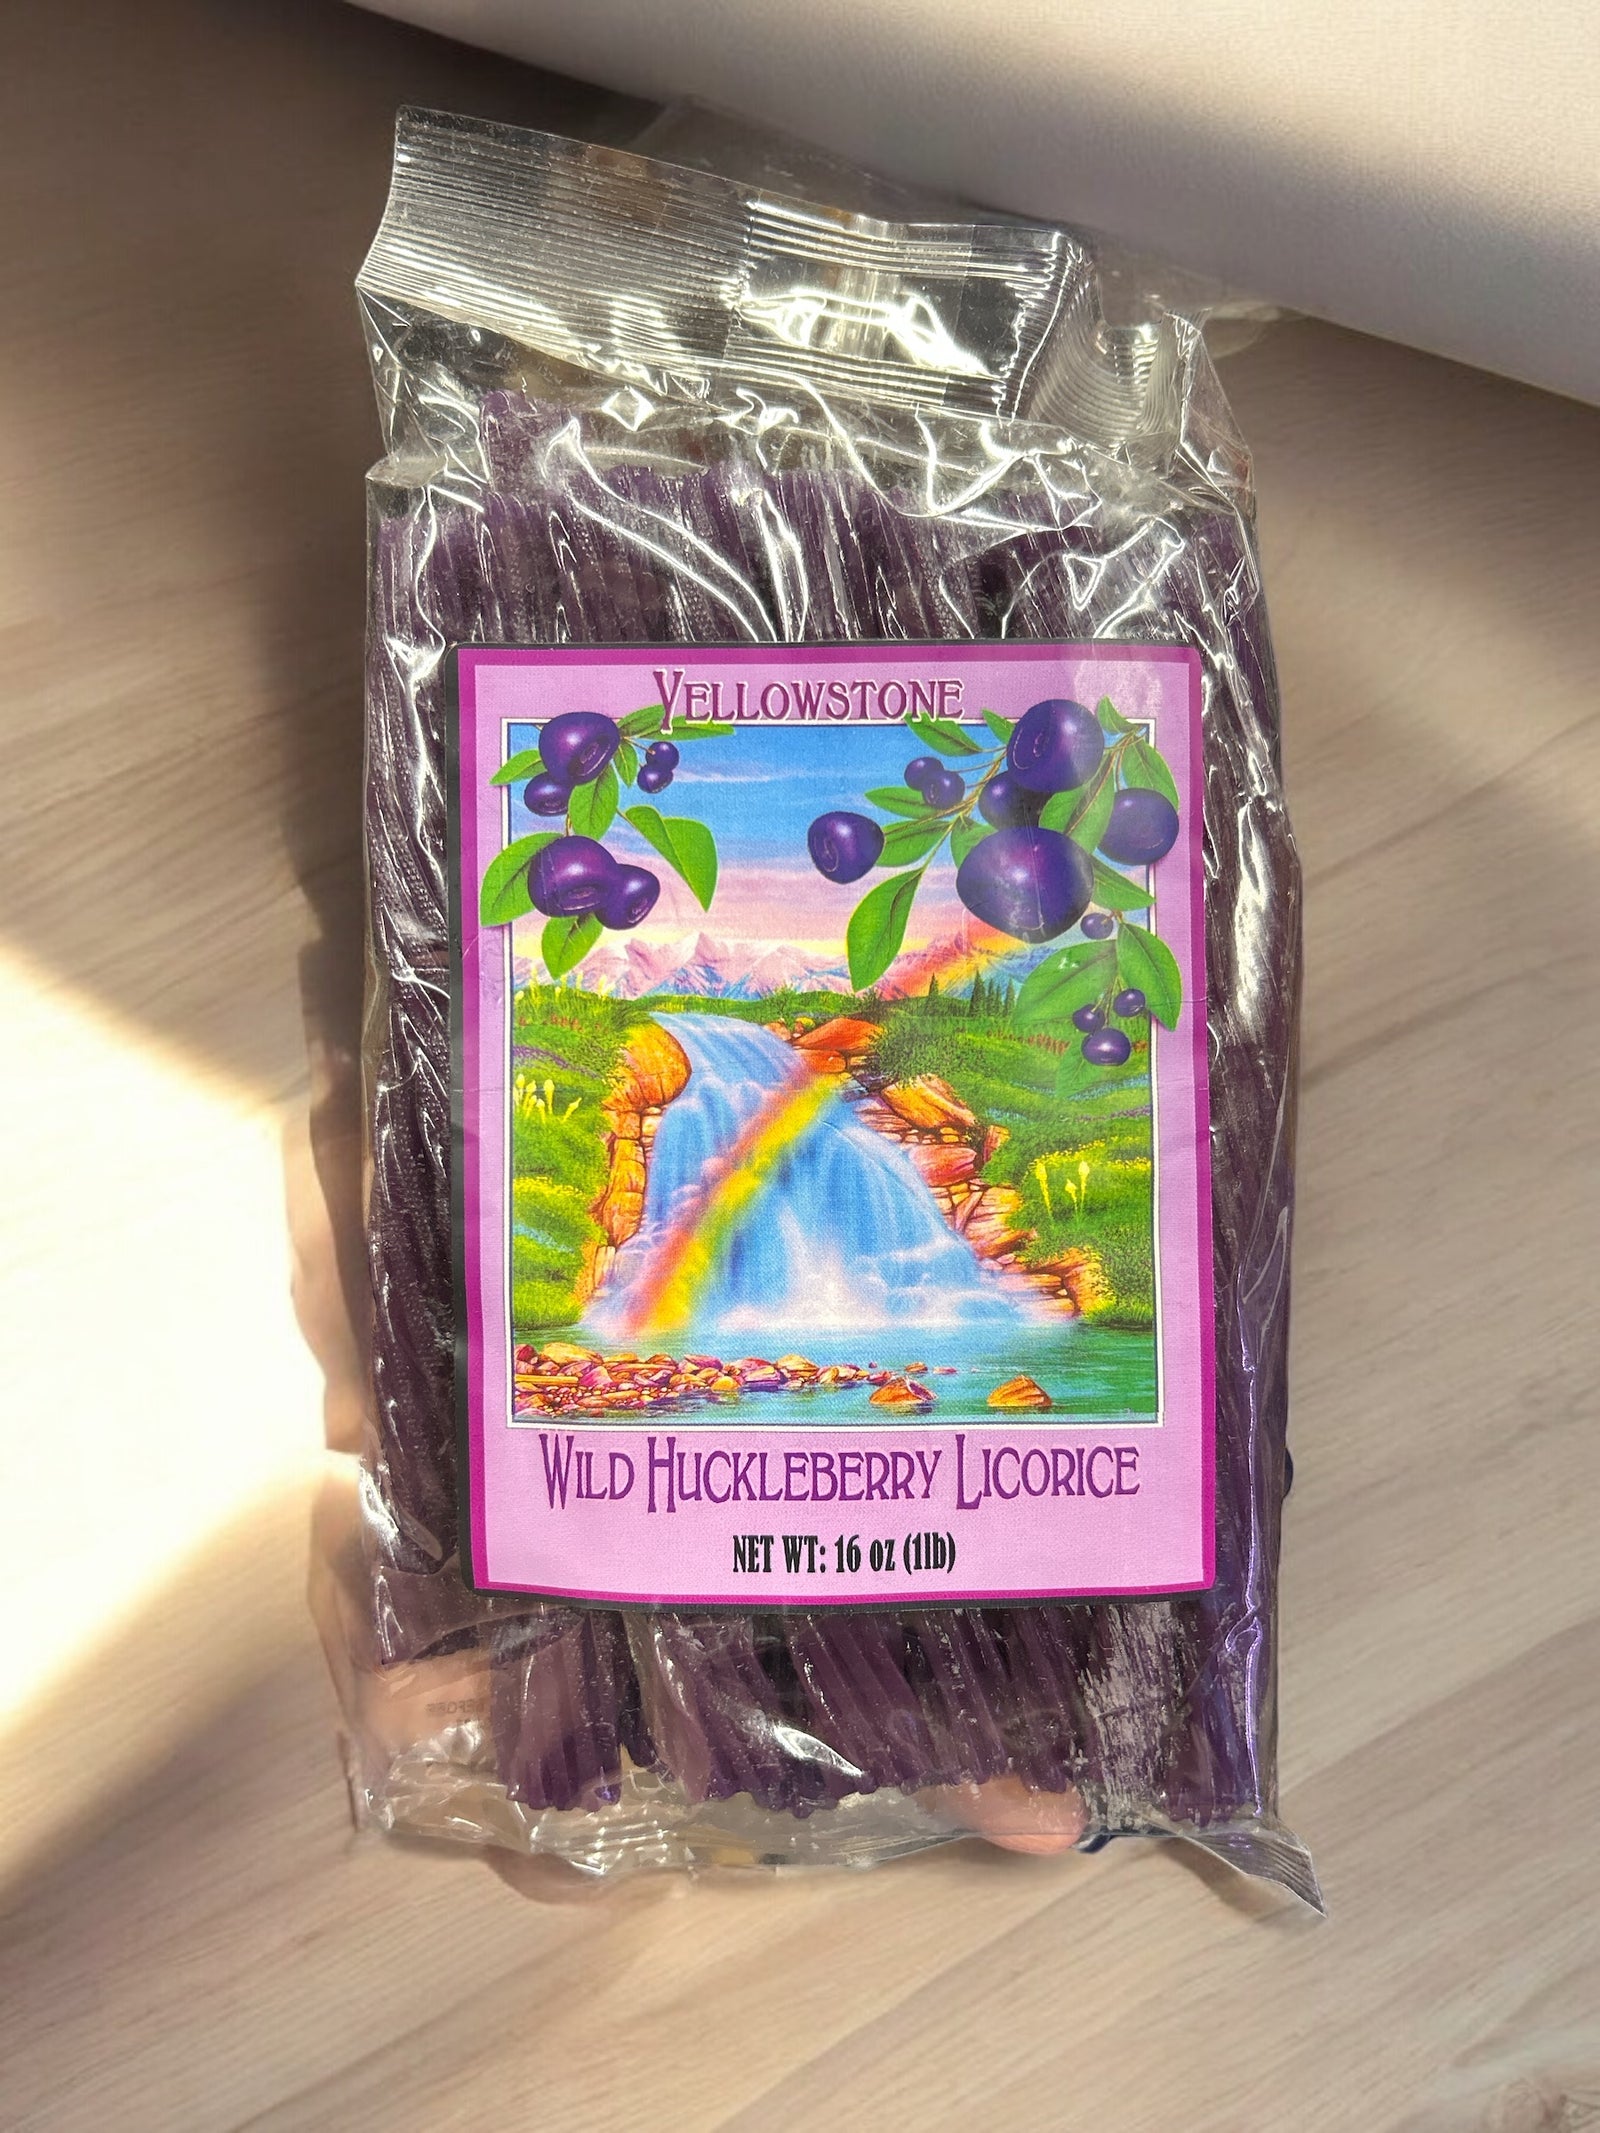 YELLOWSTONE
WILD HUCKLEBERRY LICORICE
NET WT: 16 oz (1lb)